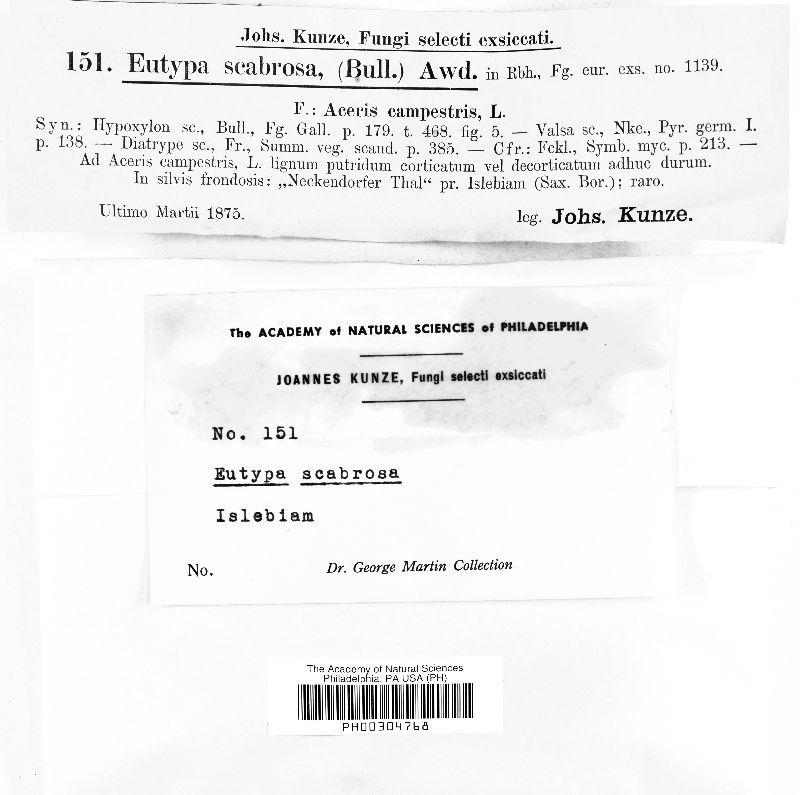 Johs. Kunze, Fungi selecti exsiccati.
151. Eutypa scabrosa, (Bull.) Awd. in Rbh., Fg. eur. exs. no. 1139.
F.: Aceris campestris, L.
Syn.: Hypoxylon sc., Bull., Fg. Gall. p. 179. t. 468. fig. 5. — Valsa sc., Nke., Pyr. germ. I.
p. 138. — Diatrype sc., Fr., Summ. veg. scand. p. 385. — Cfr.: Fckl., Symb. myc. p. 213. —
Ad Aceris campestris, L. lignum putridum corticatum vel decorticatum adhuc durum.
In silvis frondosis: „Neckendorfer Thal“ pr. Islebiam (Sax. Bor.); raro.
Ultimo Martii 1875. leg. Johs. Kunze.
The ACADEMY of NATURAL SCIENCES of PHILADELPHIA
JOANNES KUNZE, Fungi selecti exsiccati
No. 151
Eutypa scabrosa
Islebiam
No. Dr. George Martin Collection
The Academy of Natural Sciences
Philadelphia, PA USA (PH)
PH00304768